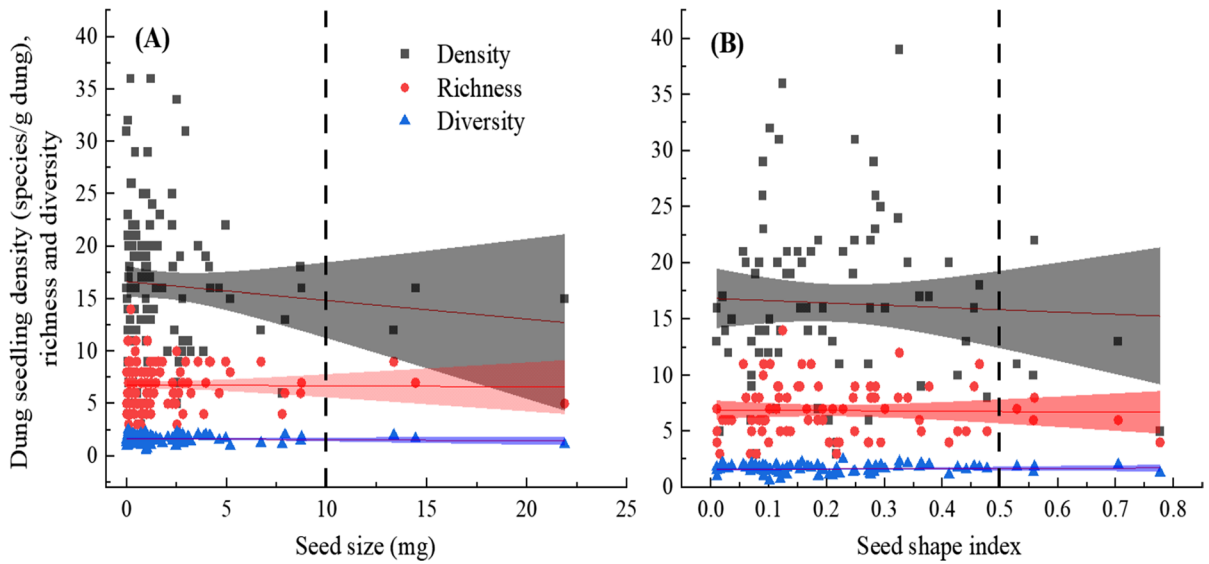 Dung seedling density (species/g dung),
richness and diversity
(A)
Density
Richness
Diversity
40
35
30
25
20
15
10
5
0
0 5 10 15 20 25
Seed size (mg)
(B)
40
35
30
25
20
15
10
5
0
0.0 0.1 0.2 0.3 0.4 0.5 0.6 0.7 0.8
Seed shape index